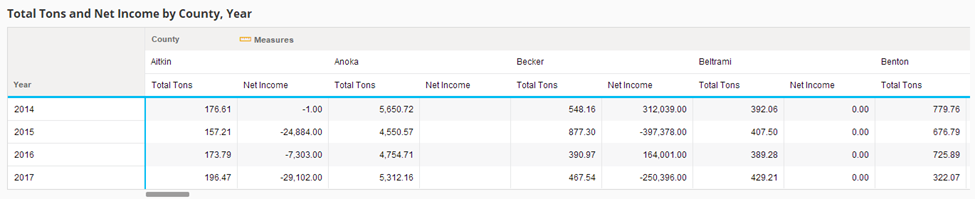 Total Tons and Net Income by County, Year
County Measures
Aitkin Anoka Becker Beltrami Benton
Year Total Tons Net Income Total Tons Net Income Total Tons Net Income Total Tons Net Income Total Tons
2014 176.61 -1.00 5,650.72 548.16 312,039.00 392.06 0.00 779.76
2015 157.21 -24,884.00 4,550.57 877.30 -397,378.00 407.50 0.00 676.79
2016 173.79 -7,303.00 4,754.71 390.97 164,001.00 389.28 0.00 725.89
2017 196.47 -29,102.00 5,312.16 467.54 -250,396.00 429.21 0.00 322.07